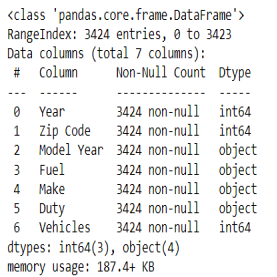 <class 'pandas.core.frame.DataFrame'>
RangeIndex: 3424 entries, 0 to 3423
Data columns (total 7 columns):
 #   Column      Non-Null Count  Dtype
---  ------      --------------  -----
 0   Year        3424 non-null   int64
 1   Zip Code    3424 non-null   int64
 2   Model Year  3424 non-null   object
 3   Fuel        3424 non-null   object
 4   Make        3424 non-null   object
 5   Duty        3424 non-null   object
 6   Vehicles    3424 non-null   int64
dtypes: int64(3), object(4)
memory usage: 187.4+ KB